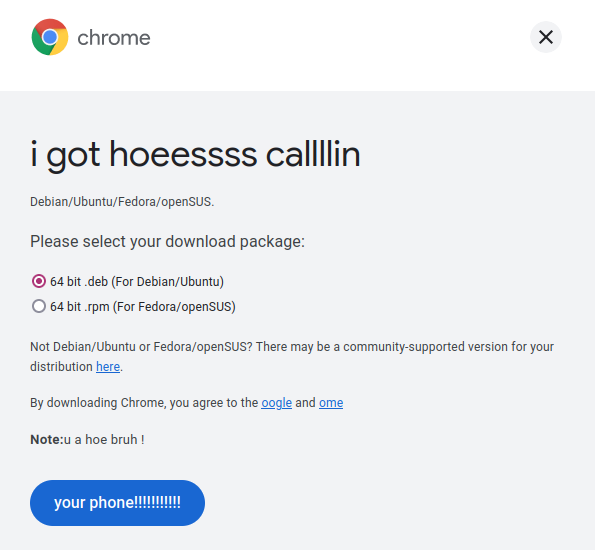 chrome
i got hoeessss callllin
Debian/Ubuntu/Fedora/openSUS.
Please select your download package:
64 bit .deb (For Debian/Ubuntu)
64 bit .rpm (For Fedora/openSUS)
Not Debian/Ubuntu or Fedora/openSUS? There may be a community-supported version for your
distribution here.
By downloading Chrome, you agree to the oogle and ome
Note:u a hoe bruh !
your phone!!!!!!!!!!!